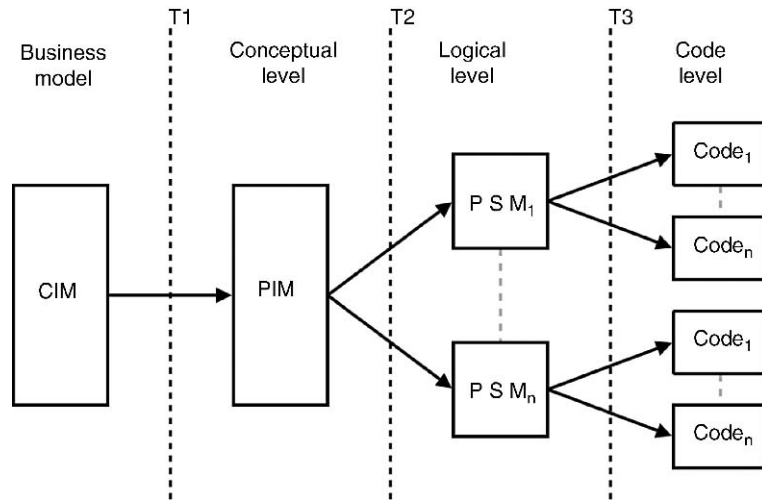 T1
T2
T3
Business
model
Conceptual
level
Logical
level
Code
level
CIM
PIM
P S M₁
P S Mₙ
Code₁
Codeₙ
Code₁
Codeₙ